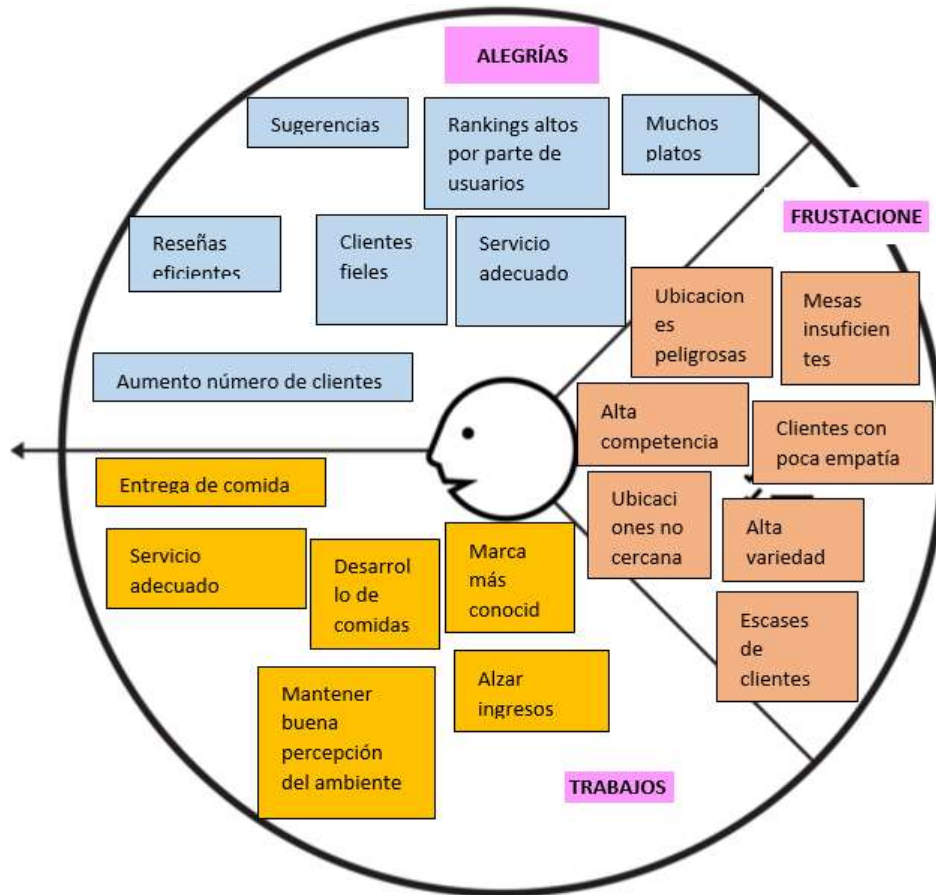 ALEGRÍAS
Sugerencias
Rankings altos
por parte de
usuarios
Muchos
platos
FRUSTACIONE
Reseñas
eficientes
Clientes
fieles
Servicio
adecuado
Ubicacion
es
peligrosas
Mesas
insuficien
tes
Aumento número de clientes
Alta
competencia
Clientes con
poca empatía
Entrega de comida
Ubicaci
ones no
cercana
Alta
variedad
Servicio
adecuado
Desarrol
lo de
comidas
Marca
más
conocid
Escases
de
clientes
Mantener
buena
percepción
del ambiente
Alzar
ingresos
TRABAJOS